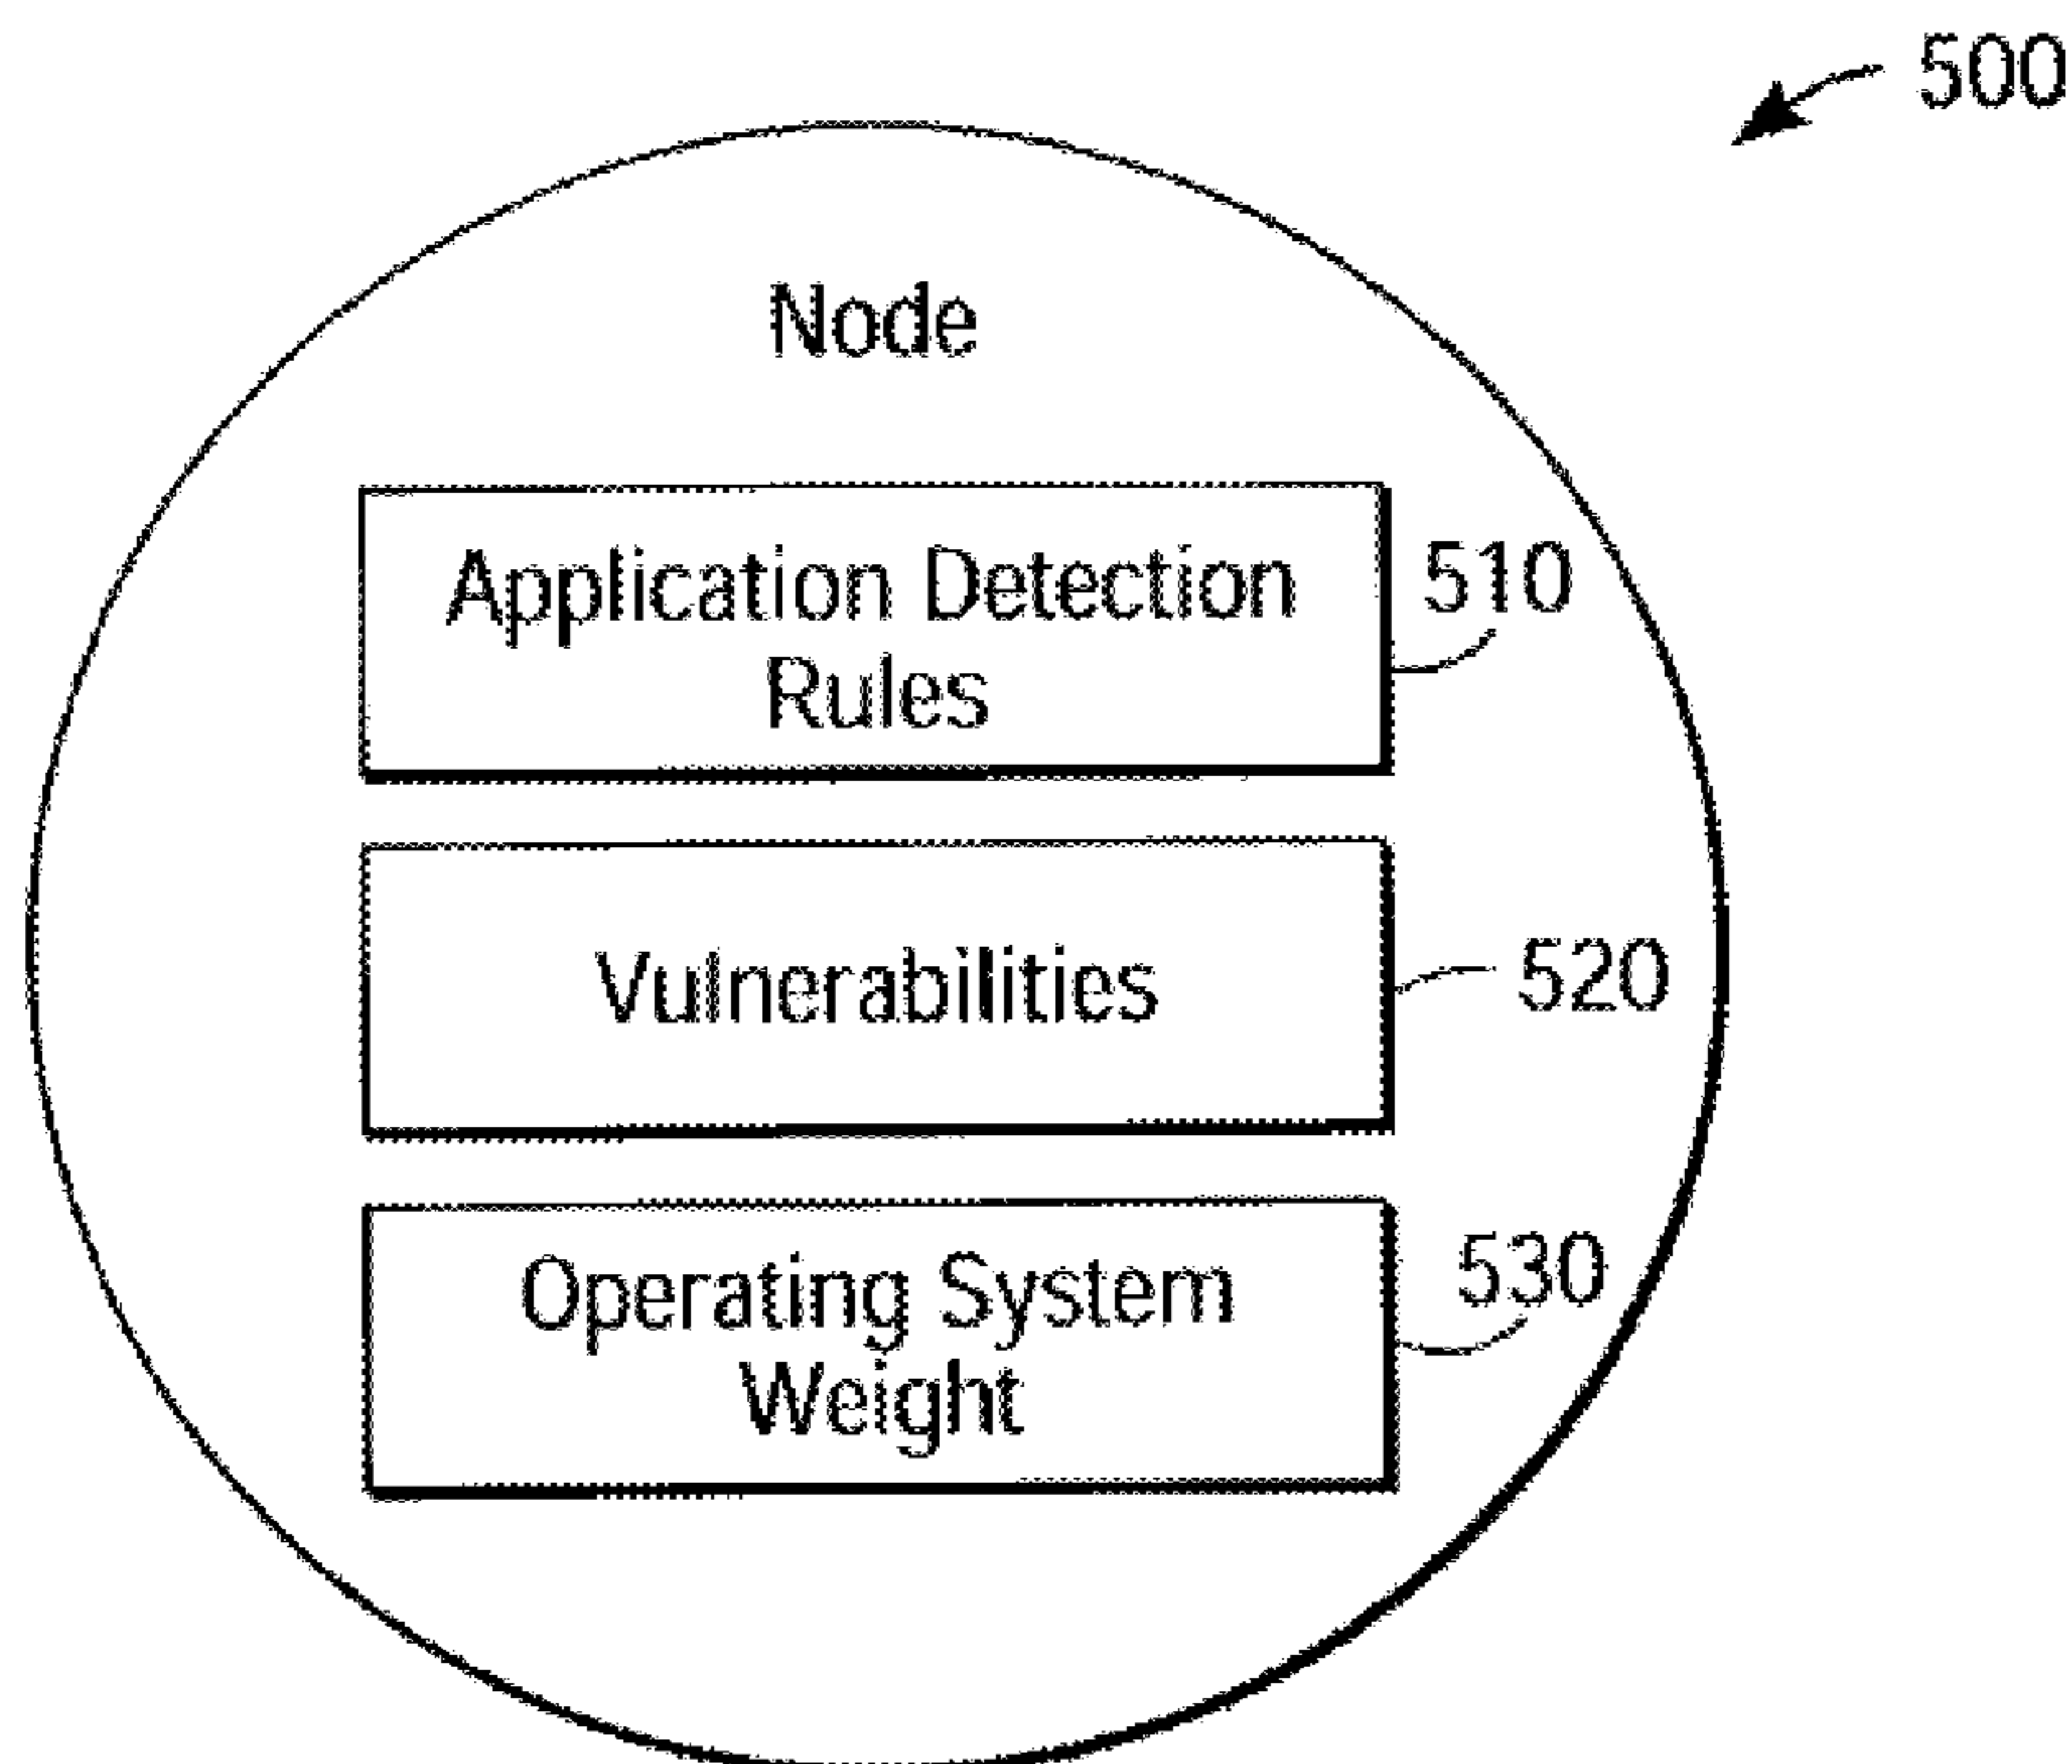 500
Node
Application Detection
Rules
510
Vulnerabilities
520
Operating System
Weight
530